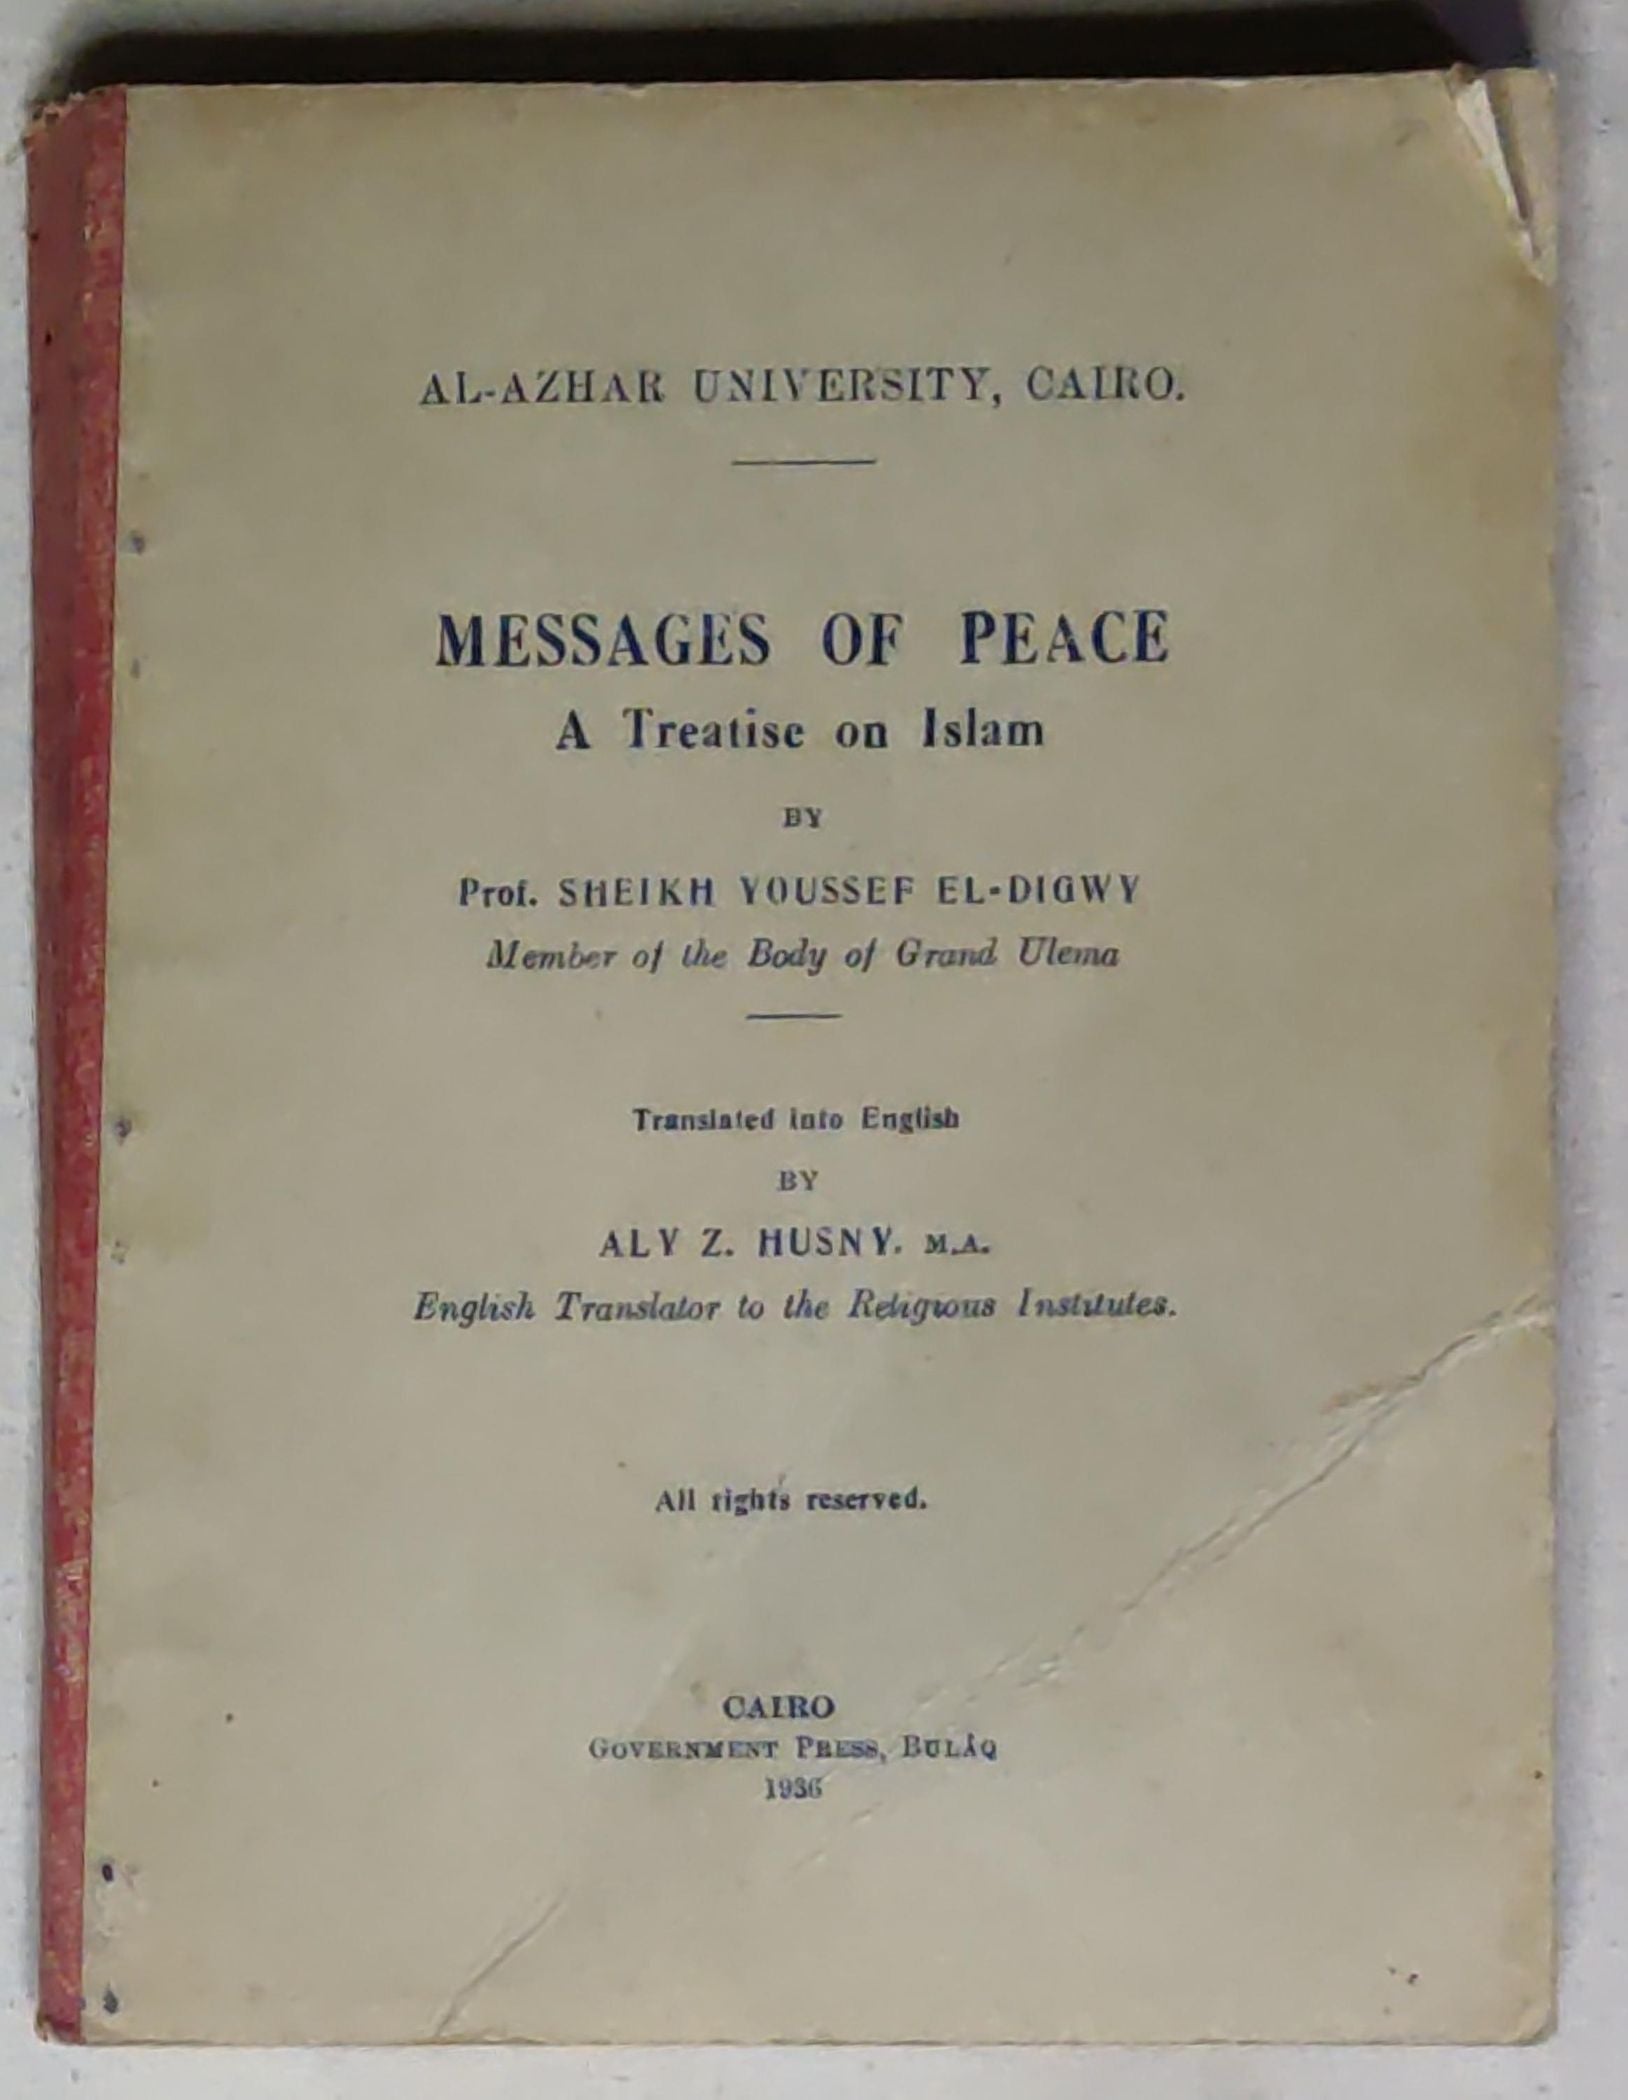 AL-AZHAR UNIVERSITY, CAIRO.
MESSAGES OF PEACE
A Treatise on Islam
BY
Prof. SHEIKH YOUSSEF EL-DIGWY
Member of the Body of Grand Ulema
Translated into English
BY
ALY Z. HUSNY. M.A.
English Translator to the Religious Institutes.
All rights reserved.
CAIRO
GOVERNMENT PRESS, BULÂQ
1936